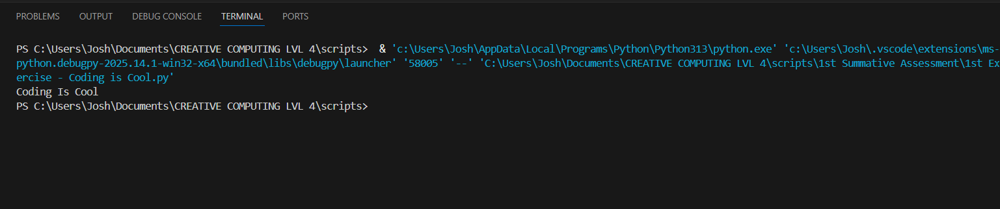 PROBLEMS OUTPUT DEBUG CONSOLE TERMINAL PORTS
PS C:\Users\Josh\Documents\CREATIVE COMPUTING LVL 4\scripts>  & 'c:\Users\Josh\AppData\Local\Programs\Python\Python313\python.exe' 'c:\Users\Josh\.vscode\extensions\ms-
python.debugpy-2025.14.1-win32-x64\bundled\libs\debugpy\launcher' '58005' '--' 'C:\Users\Josh\Documents\CREATIVE COMPUTING LVL 4\scripts\1st Summative Assessment\1st Ex
ercise - Coding is Cool.py'
Coding Is Cool
PS C:\Users\Josh\Documents\CREATIVE COMPUTING LVL 4\scripts>